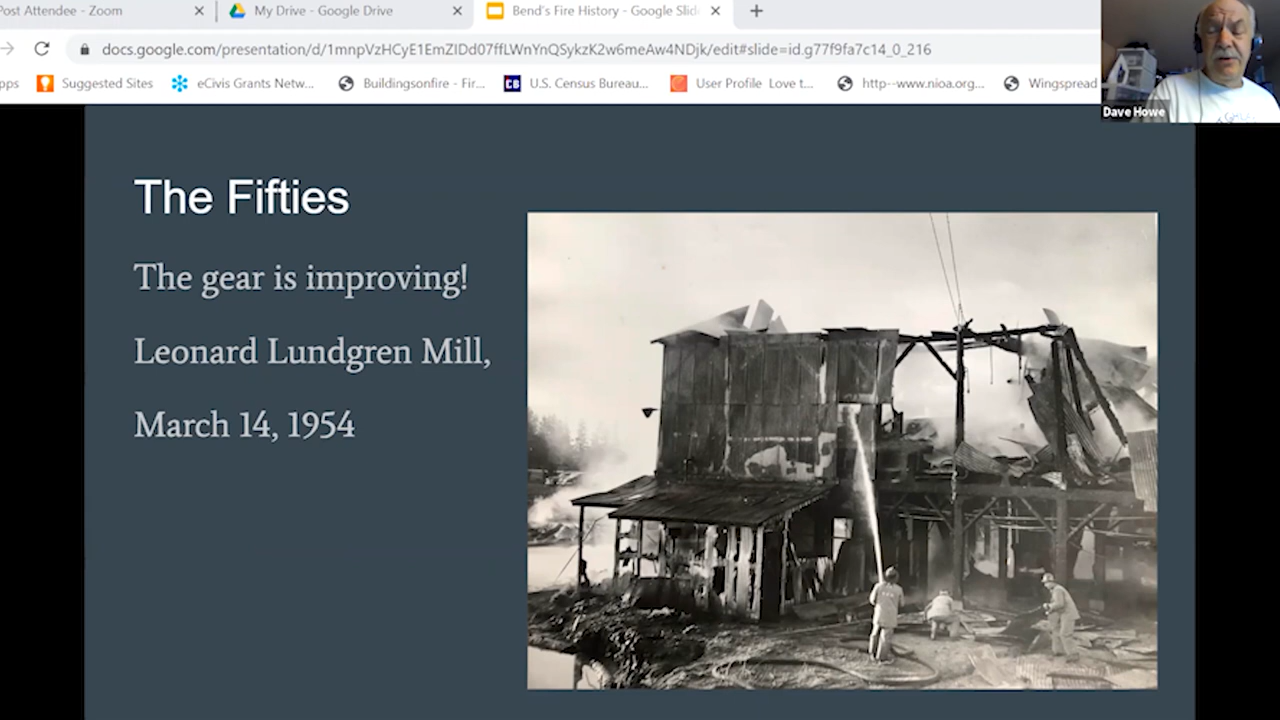 Post Attendee - Zoom
My Drive - Google Drive
Bend's Fire History - Google Slid
docs.google.com/presentation/d/1mnpVzHCyE1EmZIDd07ffLWnYnQSykzK2w6meAw4NDjk/edit#slide=id.g77f9fa7c14_0_216
pps
Suggested Sites
eCivis Grants Netw...
Buildingsonfire - Fir...
CB
U.S. Census Bureau...
User Profile Love t...
http--www.nioa.org...
Wingspread
Dave Howe
The Fifties
The gear is improving!
Leonard Lundgren Mill,
March 14, 1954